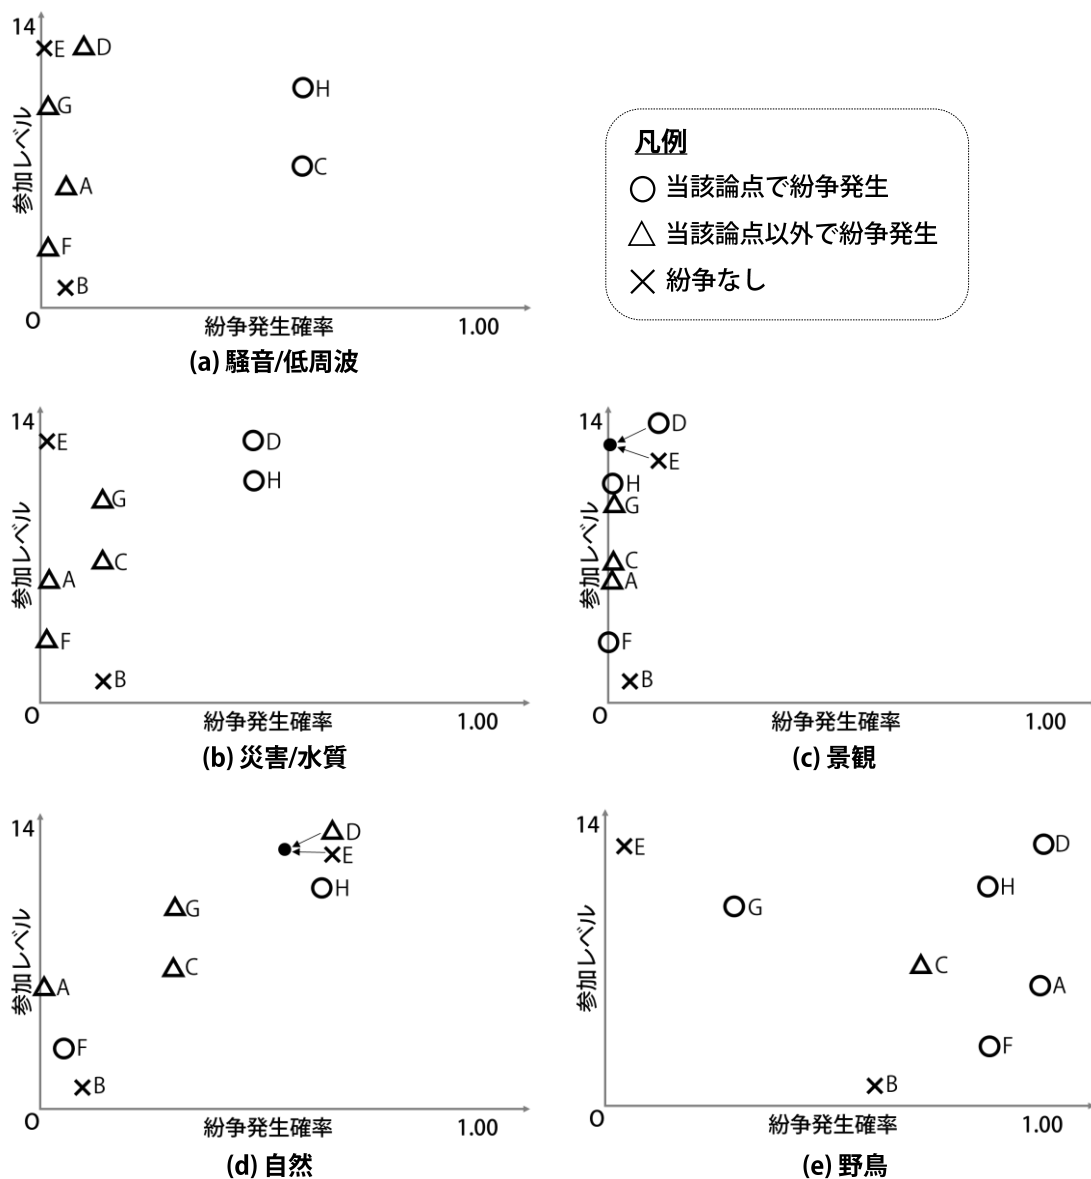 14
E
D
H
G
C
A
F
B
参加レベル
O
紛争発生確率
1.00
(a) 騒音/低周波
凡例
当該論点で紛争発生
当該論点以外で紛争発生
紛争なし
14
E
D
H
G
C
A
F
B
参加レベル
O
紛争発生確率
1.00
(b) 災害/水質
14
D
E
H
G
C
A
F
B
参加レベル
O
紛争発生確率
1.00
(c) 景観
14
D
E
H
G
C
A
F
B
参加レベル
O
紛争発生確率
1.00
(d) 自然
14
E
D
H
G
C
A
F
B
参加レベル
O
紛争発生確率
1.00
(e) 野鳥